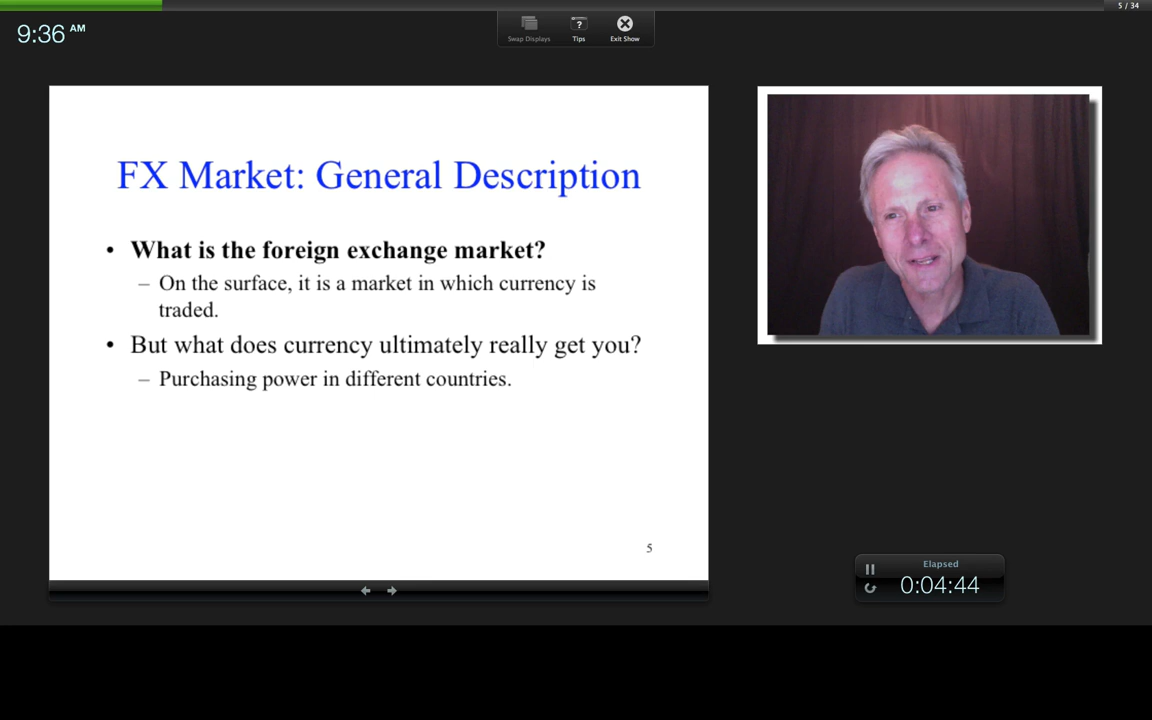 5 / 34
9:36 AM
Swap Displays
Tips
Exit Show
FX Market: General Description
• What is the foreign exchange market?
– On the surface, it is a market in which currency is
traded.
• But what does currency ultimately really get you?
– Purchasing power in different countries.
5
Elapsed
0:04:44